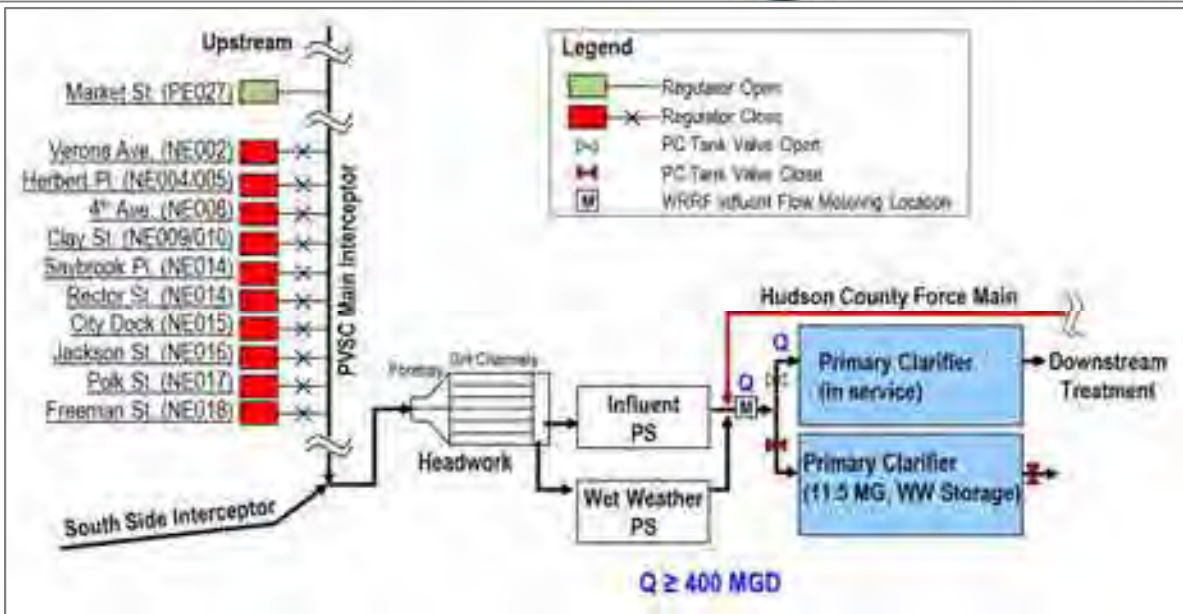 Upstream
Market St. (PE027)
Verona Ave. (NE002)
Herbert Pl. (NE004/005)
4th Ave. (NE008)
Clay St. (NE009/010)
Saybrook Pl. (NE014)
Rector St. (NE014)
City Dock (NE015)
Jackson St. (NE016)
Polk St. (NE017)
Freeman St. (NE018)
PVSC Main Interceptor
South Side Interceptor
Legend
Regulator Open
Regulator Close
PC Tank Valve Open
PC Tank Valve Close
M
WRRF Influent Flow Metering Location
Forebay
Grit Channels
Headwork
Influent
PS
Wet Weather
PS
Hudson County Force Main
Q
M
Q
Primary Clarifier
(in service)
Downstream
Treatment
Primary Clarifier
(11.5 MG, WW Storage)
Q ≥ 400 MGD